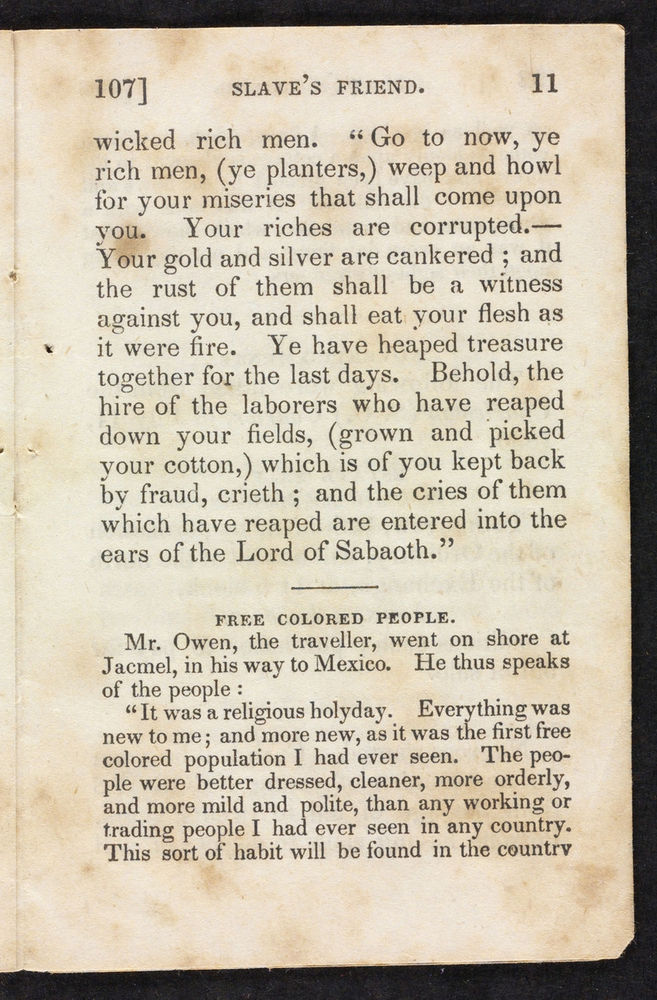 107] SLAVE'S FRIEND. 11
wicked rich men. “Go to now, ye
rich men, (ye planters,) weep and howl
for your miseries that shall come upon
you. Your riches are corrupted.—
Your gold and silver are cankered ; and
the rust of them shall be a witness
against you, and shall eat your flesh as
it were fire. Ye have heaped treasure
together for the last days. Behold, the
hire of the laborers who have reaped
down your fields, (grown and picked
your cotton,) which is of you kept back
by fraud, crieth ; and the cries of them
which have reaped are entered into the
ears of the Lord of Sabaoth.”
FREE COLORED PEOPLE.
Mr. Owen, the traveller, went on shore at
Jacmel, in his way to Mexico. He thus speaks
of the people :
“It was a religious holyday. Everything was
new to me; and more new, as it was the first free
colored population I had ever seen. The peo-
ple were better dressed, cleaner, more orderly,
and more mild and polite, than any working or
trading people I had ever seen in any country.
This sort of habit will be found in the country